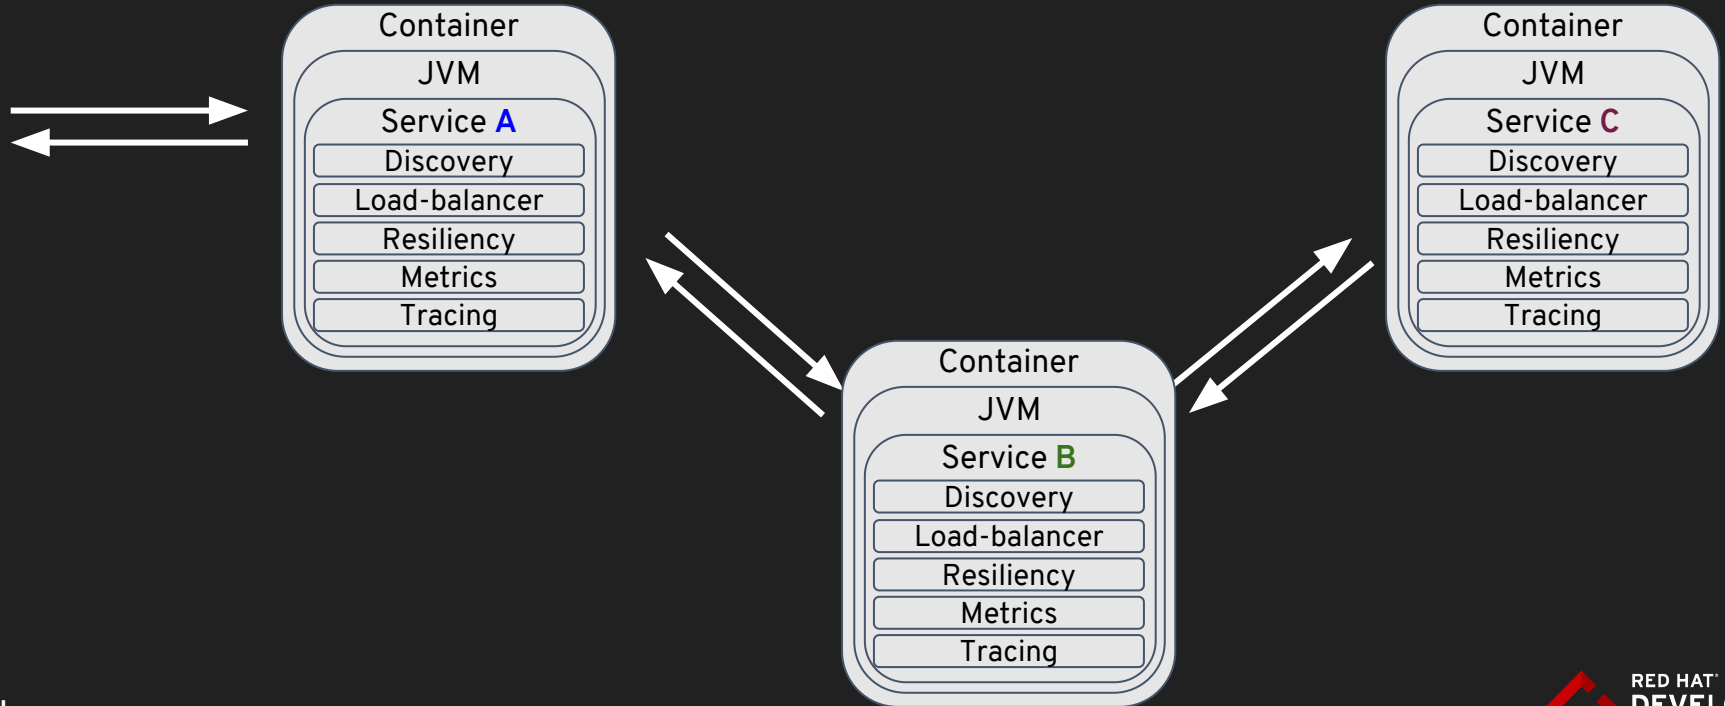 Container
JVM
Service A
Discovery
Load-balancer
Resiliency
Metrics
Tracing
Container
JVM
Service B
Discovery
Load-balancer
Resiliency
Metrics
Tracing
Container
JVM
Service C
Discovery
Load-balancer
Resiliency
Metrics
Tracing
RED HAT®